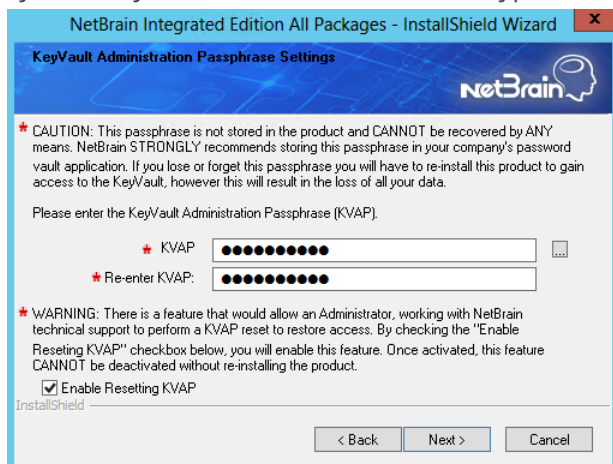 NetBrain Integrated Edition All Packages - InstallShield Wizard x
KeyVault Administration Passphrase Settings
NetBrain
* CAUTION: This passphrase is not stored in the product and CANNOT be recovered by ANY
means. NetBrain STRONGLY recommends storing this passphrase in your company's password
vault application. If you lose or forget this passphrase you will have to re-install this product to gain
access to the KeyVault, however this will result in the loss of all your data.
Please enter the KeyVault Administration Passphrase (KVAP).
* KVAP ●●●●●●●●●● ...
* Re-enter KVAP: ●●●●●●●●●●
* WARNING: There is a feature that would allow an Administrator, working with NetBrain
technical support to perform a KVAP reset to restore access. By checking the "Enable
Resetting KVAP" checkbox below, you will enable this feature. Once activated, this feature
CANNOT be deactivated without re-installing the product.
Enable Resetting KVAP
InstallShield
< Back Next > Cancel